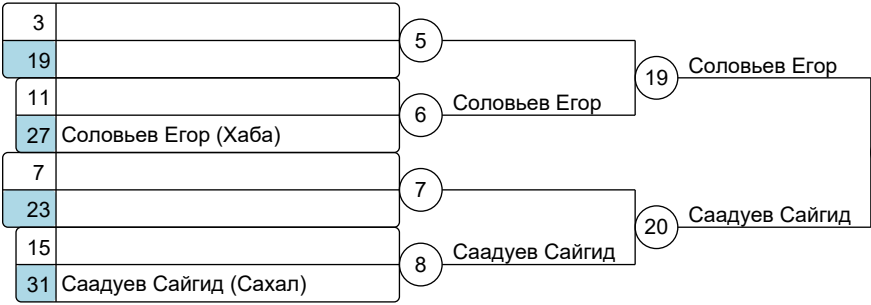 3
5
19
19 Соловьев Егор
11
6 Соловьев Егор
27 Соловьев Егор (Хаба)
7
7
23
20 Саадуев Сайгид
15
8 Саадуев Сайгид
31 Саадуев Сайгид (Сахал)